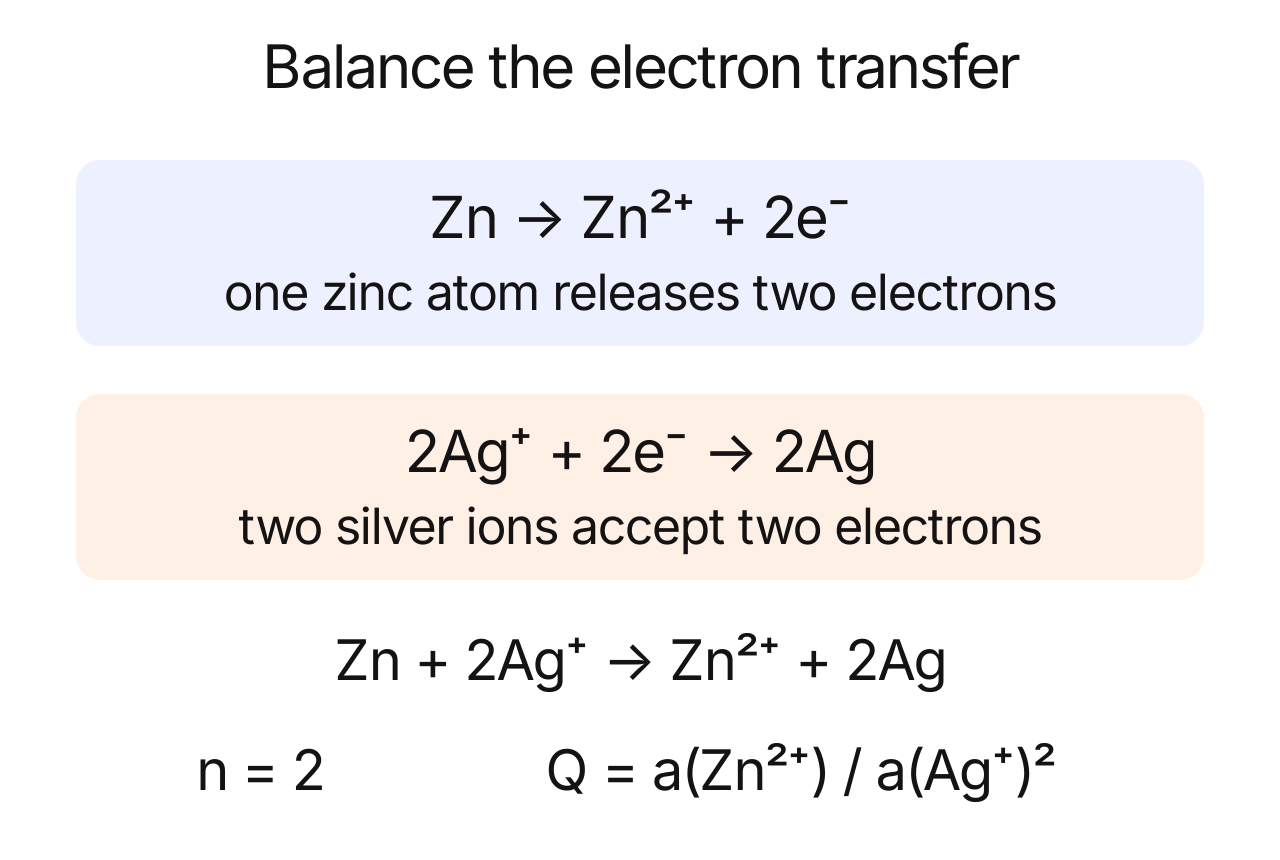 Balance the electron transfer
Zn → Zn²⁺ + 2e⁻
one zinc atom releases two electrons
2Ag⁺ + 2e⁻ → 2Ag
two silver ions accept two electrons
Zn + 2Ag⁺ → Zn²⁺ + 2Ag
n = 2 Q = a(Zn²⁺) / a(Ag⁺)²